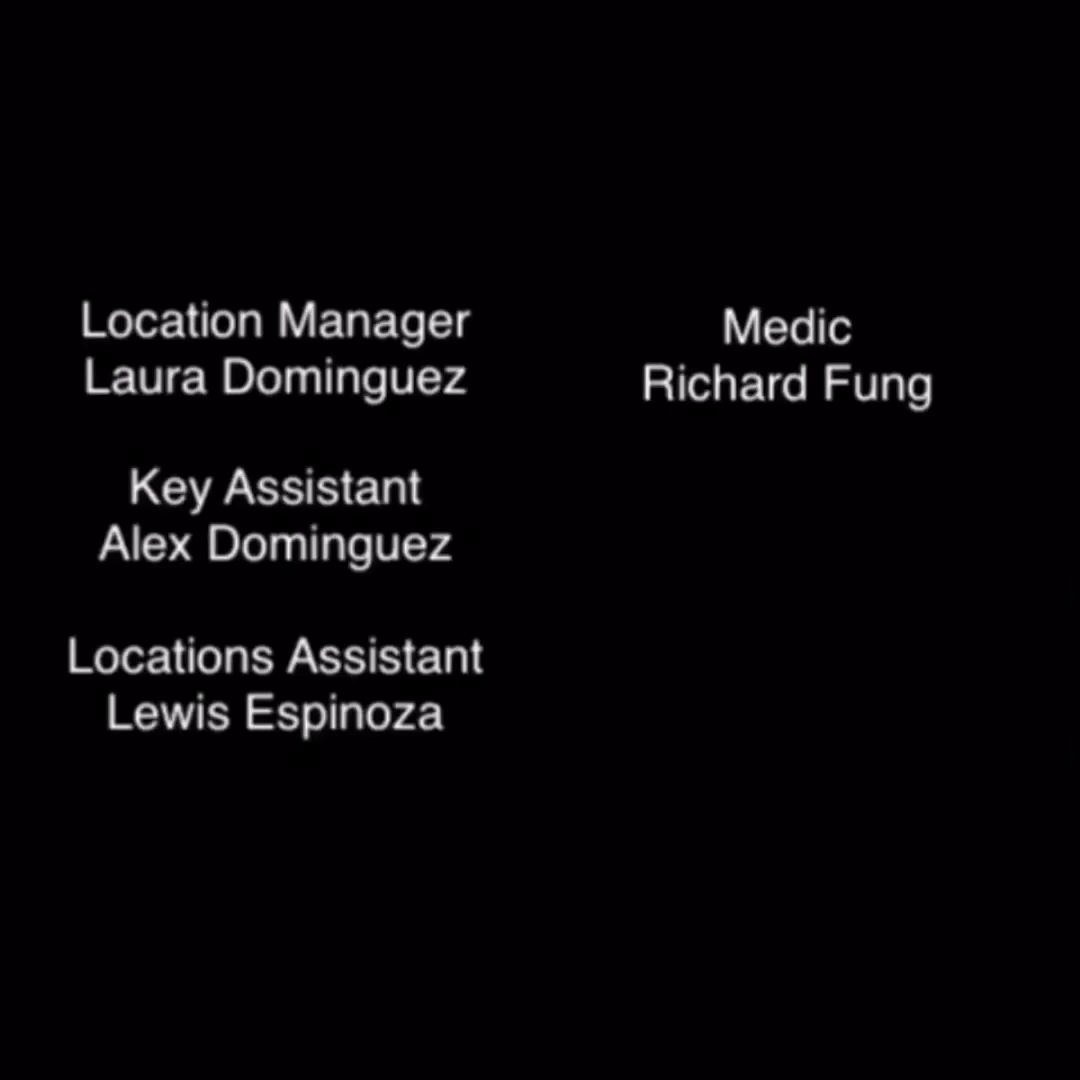 Location Manager
Laura Dominguez
Key Assistant
Alex Dominguez
Locations Assistant
Lewis Espinoza
Medic
Richard Fung